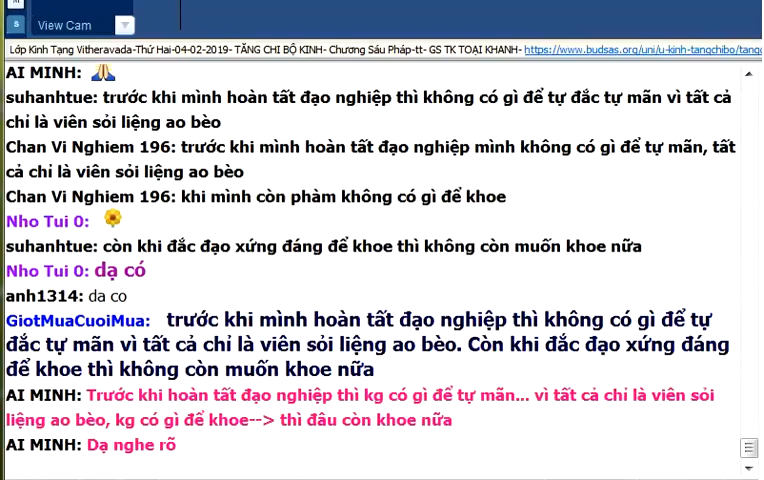 View Cam
Lớp Kinh Tạng Vitheravada-Thứ Hai-04-02-2019- TĂNG CHI BỘ KINH- Chương Sáu Pháp-tt- GS TK TOẠI KHANH- https://www.budsas.org/uni/u-kinh-tangchibo/tangc
AI MINH:
suhanhtue: trước khi mình hoàn tất đạo nghiệp thì không có gì để tự đắc tự mãn vì tất cả
chỉ là viên sỏi liệng ao bèo
Chan Vi Nghiem 196: trước khi mình hoàn tất đạo nghiệp mình không có gì để tự mãn, tất
cả chỉ là viên sỏi liệng ao bèo
Chan Vi Nghiem 196: khi mình còn phàm không có gì để khoe
Nho Tui 0:
suhanhtue: còn khi đắc đạo xứng đáng để khoe thì không còn muốn khoe nữa
Nho Tui 0: dạ có
anh1314: da co
GiotMuaCuoiMua: trước khi mình hoàn tất đạo nghiệp thì không có gì để tự
đắc tự mãn vì tất cả chỉ là viên sỏi liệng ao bèo. Còn khi đắc đạo xứng đáng
để khoe thì không còn muốn khoe nữa
AI MINH: Trước khi hoàn tất đạo nghiệp thì kg có gì để tự mãn... vì tất cả chỉ là viên sỏi
liệng ao bèo, kg có gì để khoe--> thì đâu còn khoe nữa
AI MINH: Dạ nghe rõ